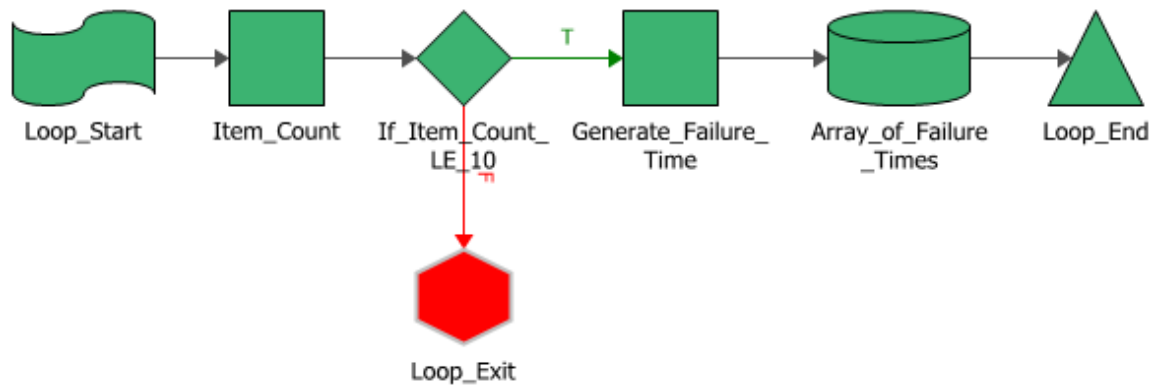 T
Loop_Start
Item_Count
If_Item_Count_
LE_10
F
Generate_Failure_
Time
Array_of_Failure
_Times
Loop_End
Loop_Exit